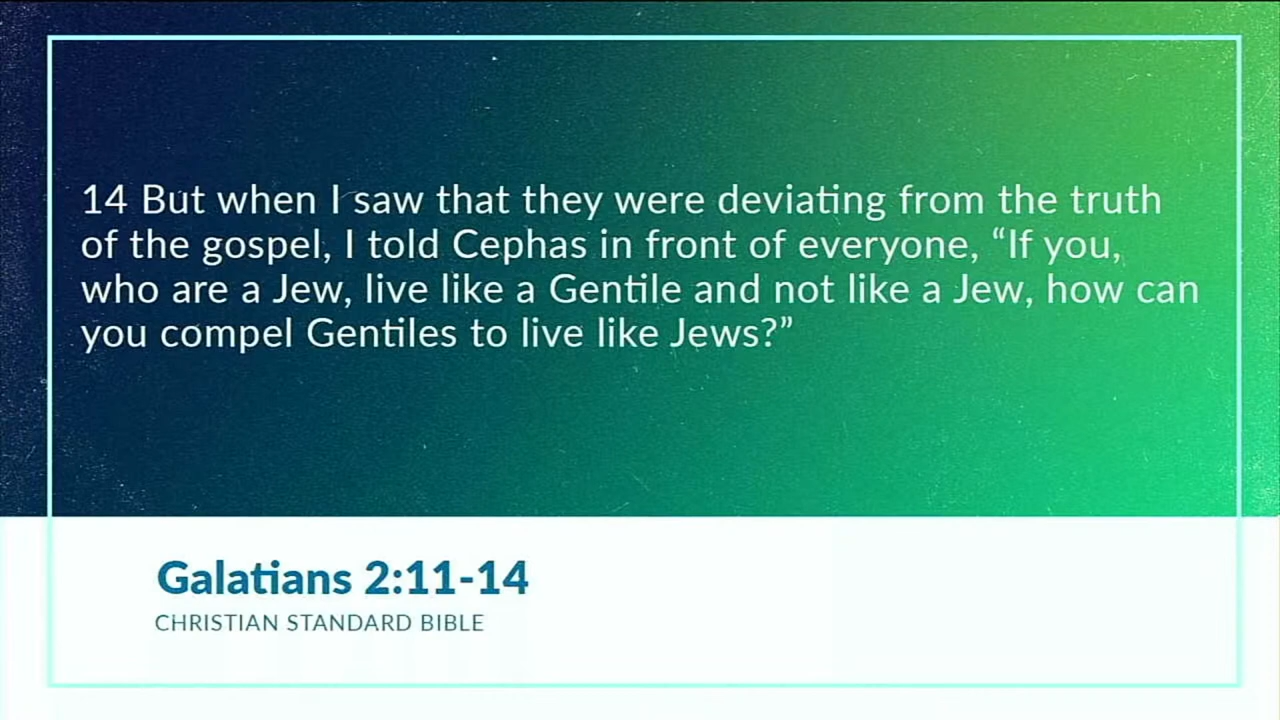 14 But when I saw that they were deviating from the truth
of the gospel, I told Cephas in front of everyone, “If you,
who are a Jew, live like a Gentile and not like a Jew, how can
you compel Gentiles to live like Jews?”
Galatians 2:11-14
CHRISTIAN STANDARD BIBLE